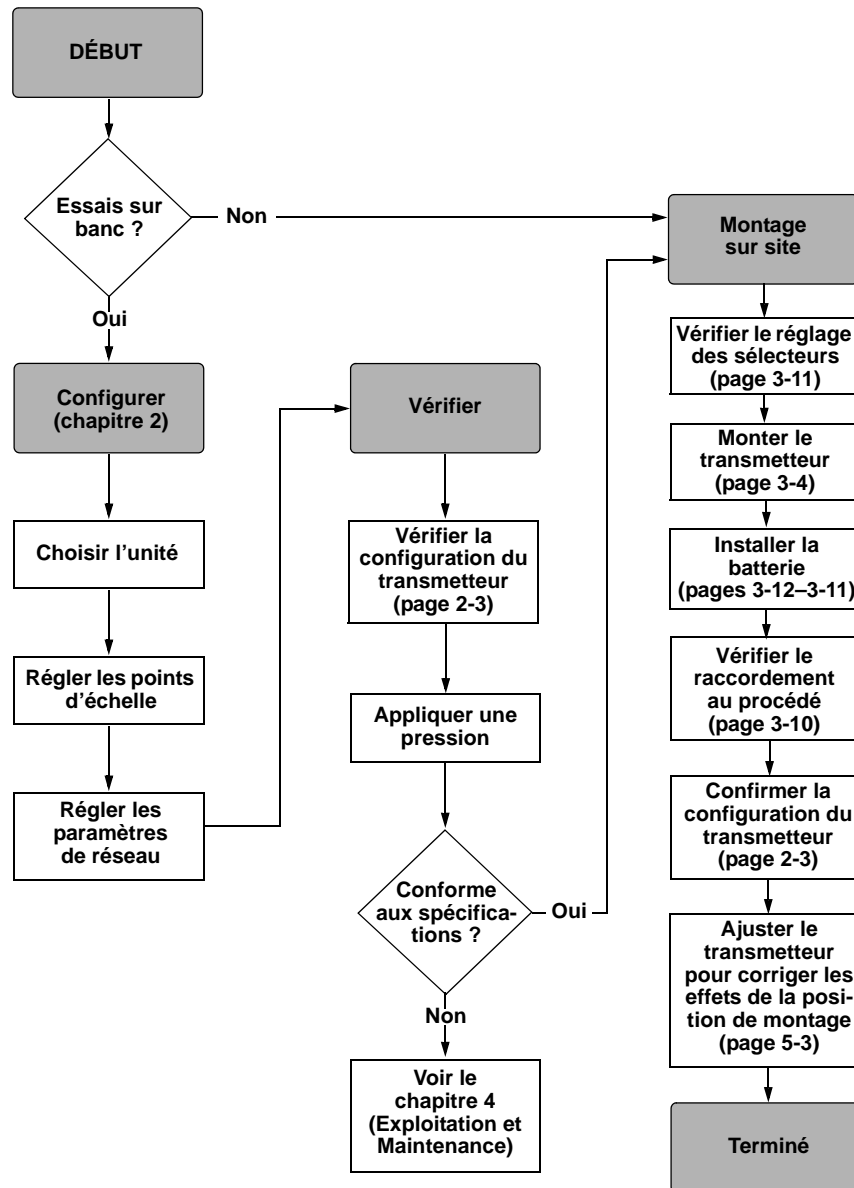 DÉBUT
Essais sur
banc ?
Non
Oui
Configurer
(chapitre 2)
Choisir l’unité
Régler les points
d’échelle
Régler les
paramètres
de réseau
Vérifier
Vérifier la
configuration du
transmetteur
(page 2-3)
Appliquer une
pression
Conforme
aux spécifica-
tions ?
Oui
Non
Voir le
chapitre 4
(Exploitation et
Maintenance)
Montage
sur site
Vérifier le réglage
des sélecteurs
(page 3-11)
Monter le
transmetteur
(page 3-4)
Installer la
batterie
(pages 3-12–3-11)
Vérifier le
raccordement
au procédé
(page 3-10)
Confirmer la
configuration du
transmetteur
(page 2-3)
Ajuster le
transmetteur
pour corriger les
effets de la posi-
tion de montage
(page 5-3)
Terminé